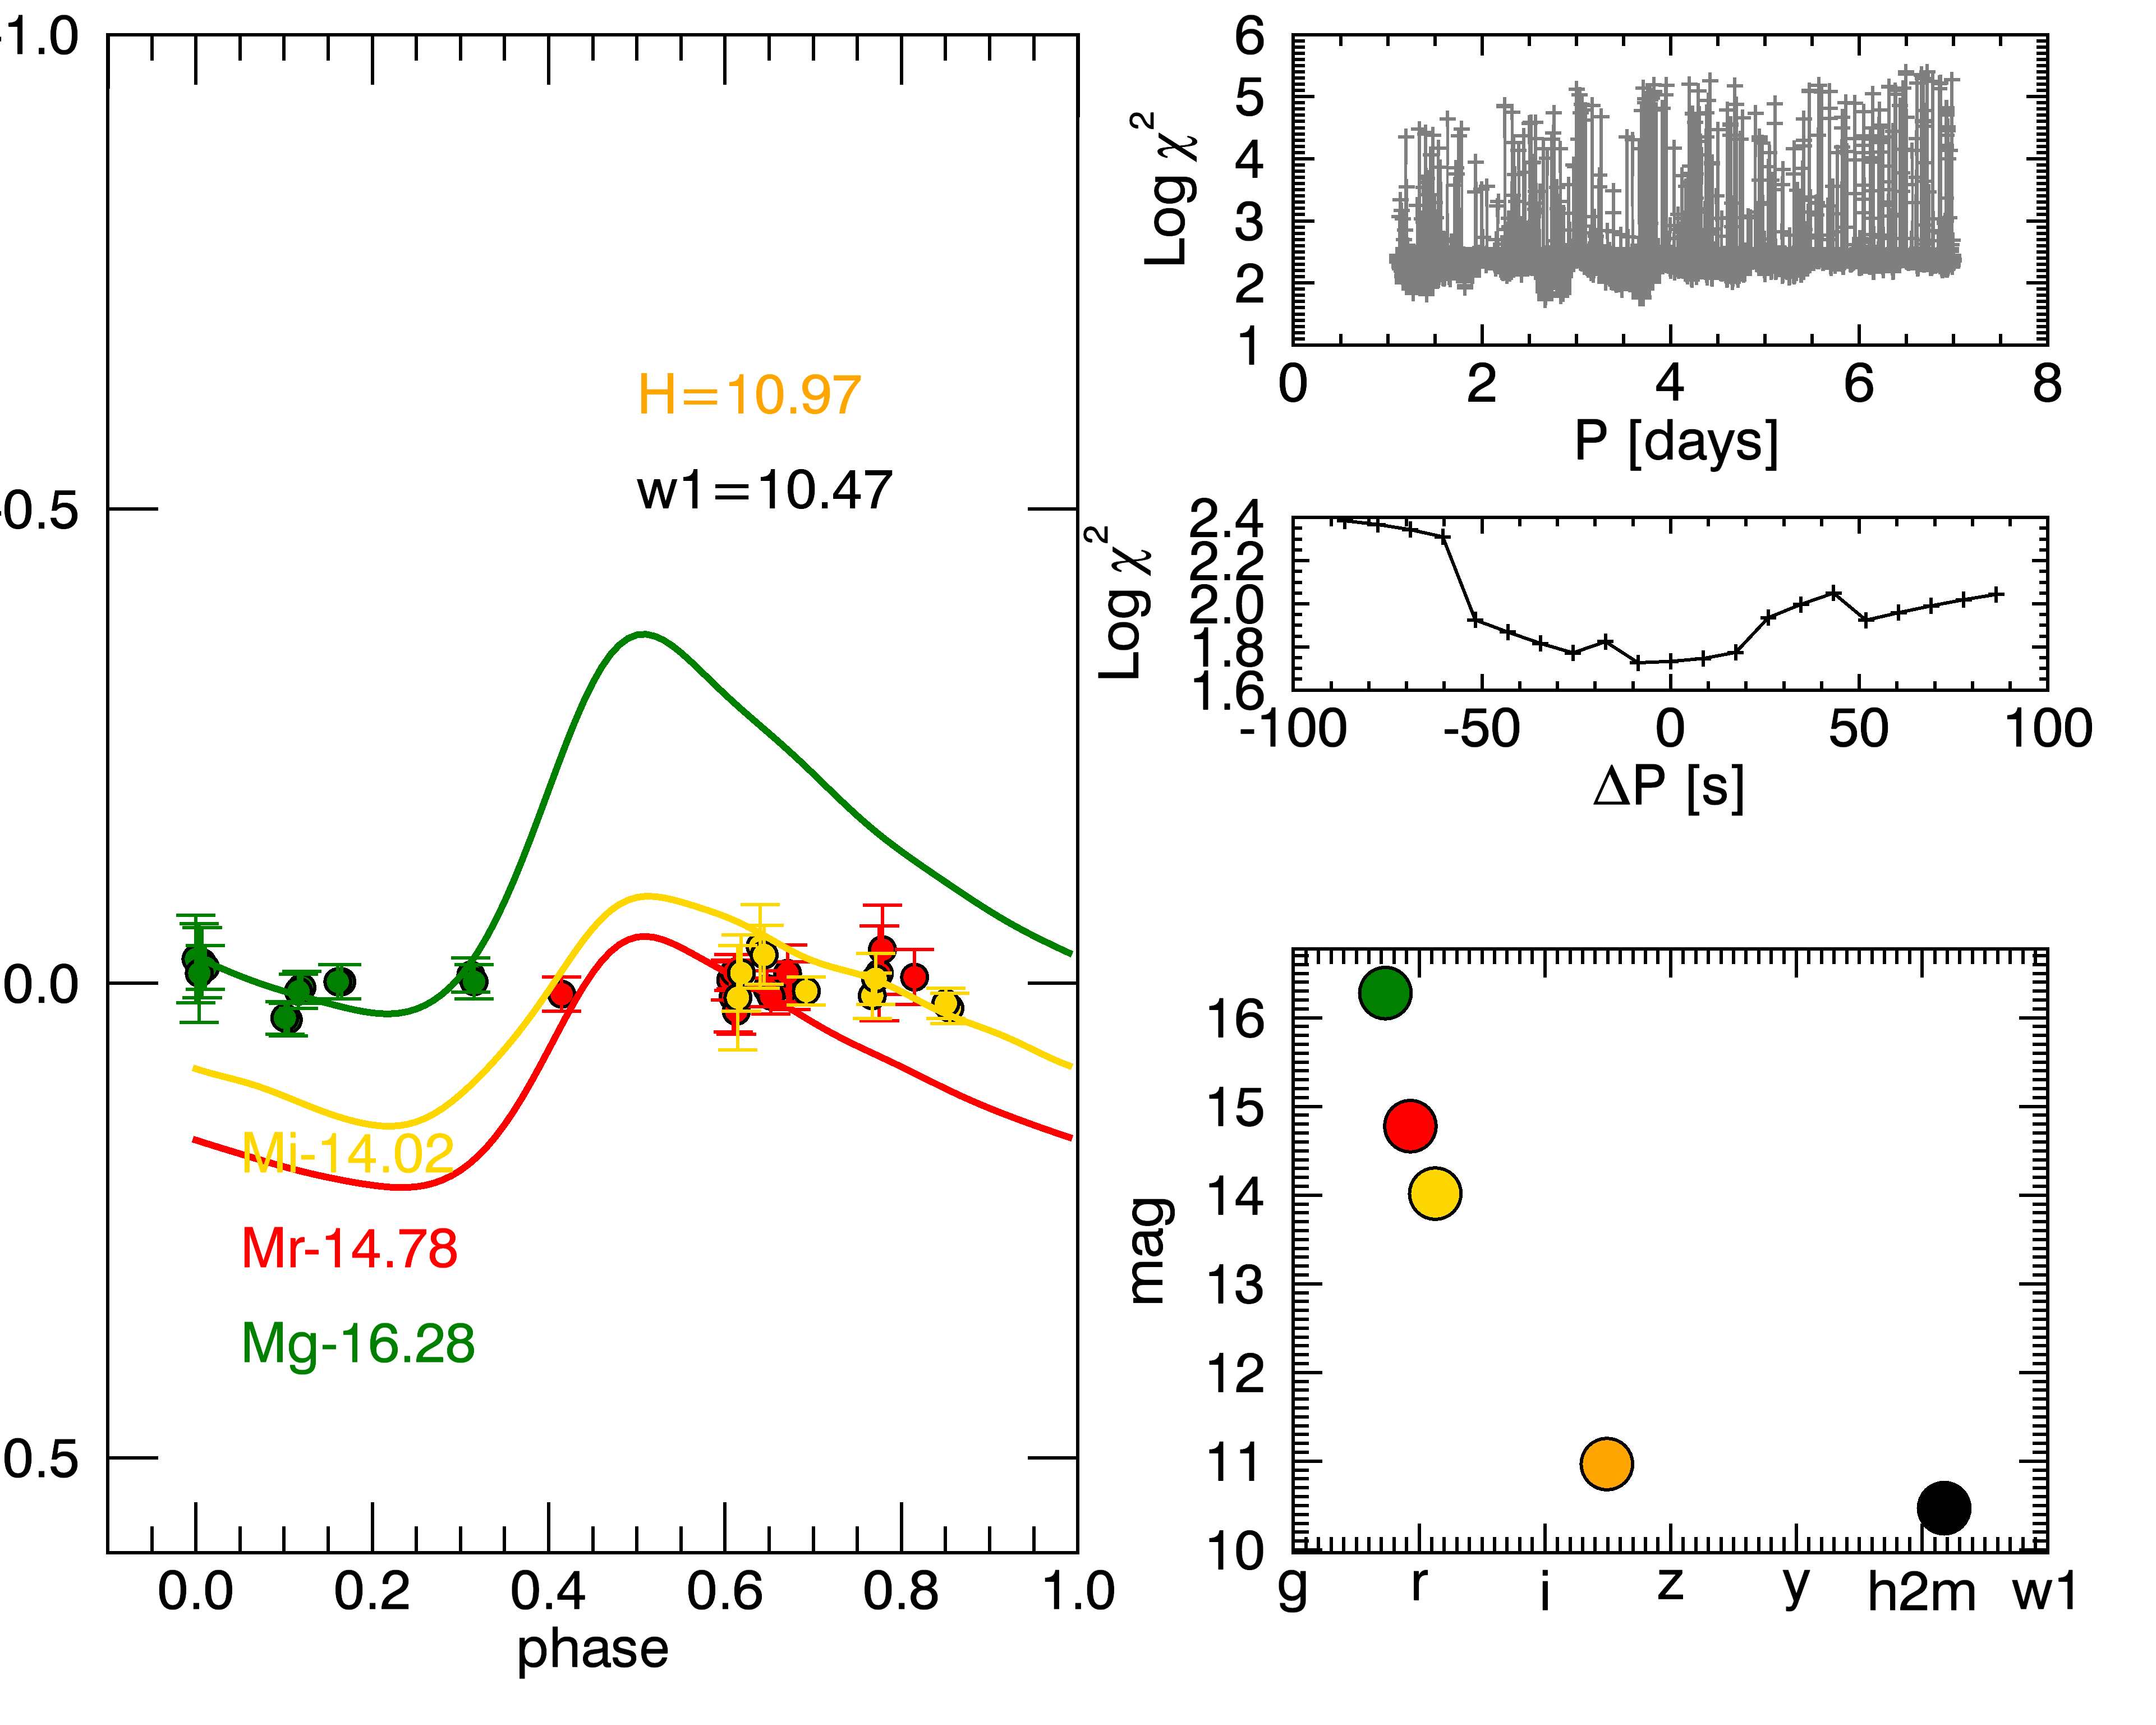 -1.0
-0.5
0.0
0.5
0.0 0.2 0.4 0.6 0.8 1.0
phase
H=10.97
w1=10.47
Mi-14.02
Mr-14.78
Mg-16.28
Log χ²
6
5
4
3
2
1
0 2 4 6 8
P [days]
Log χ²
2.4
2.2
2.0
1.8
1.6
-100 -50 0 50 100
ΔP [s]
mag
16
15
14
13
12
11
10
g r i z y h2m w1